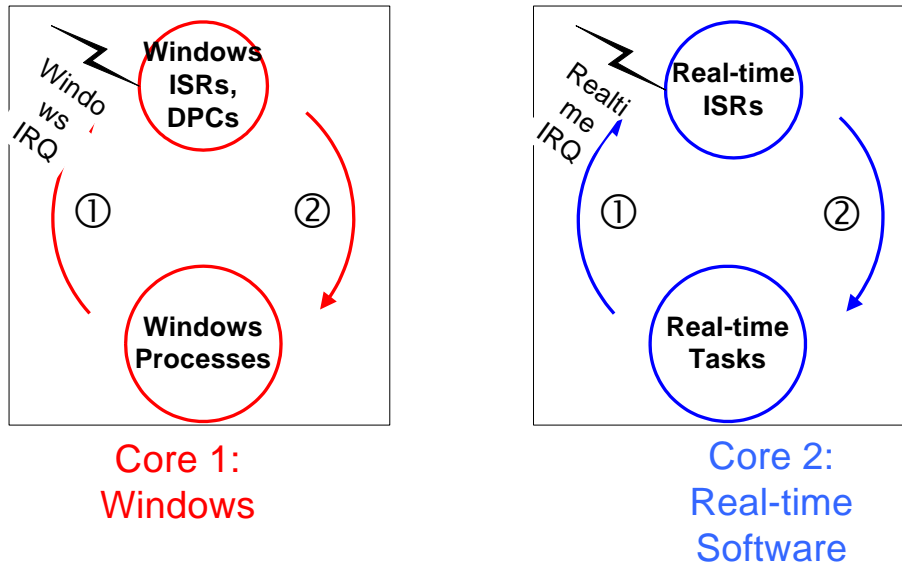 Windows
ISRs,
DPCs
Windo
ws
IRQ
①
②
Windows
Processes
Core 1:
Windows
Real-time
ISRs
Realti
me
IRQ
①
②
Real-time
Tasks
Core 2:
Real-time
Software